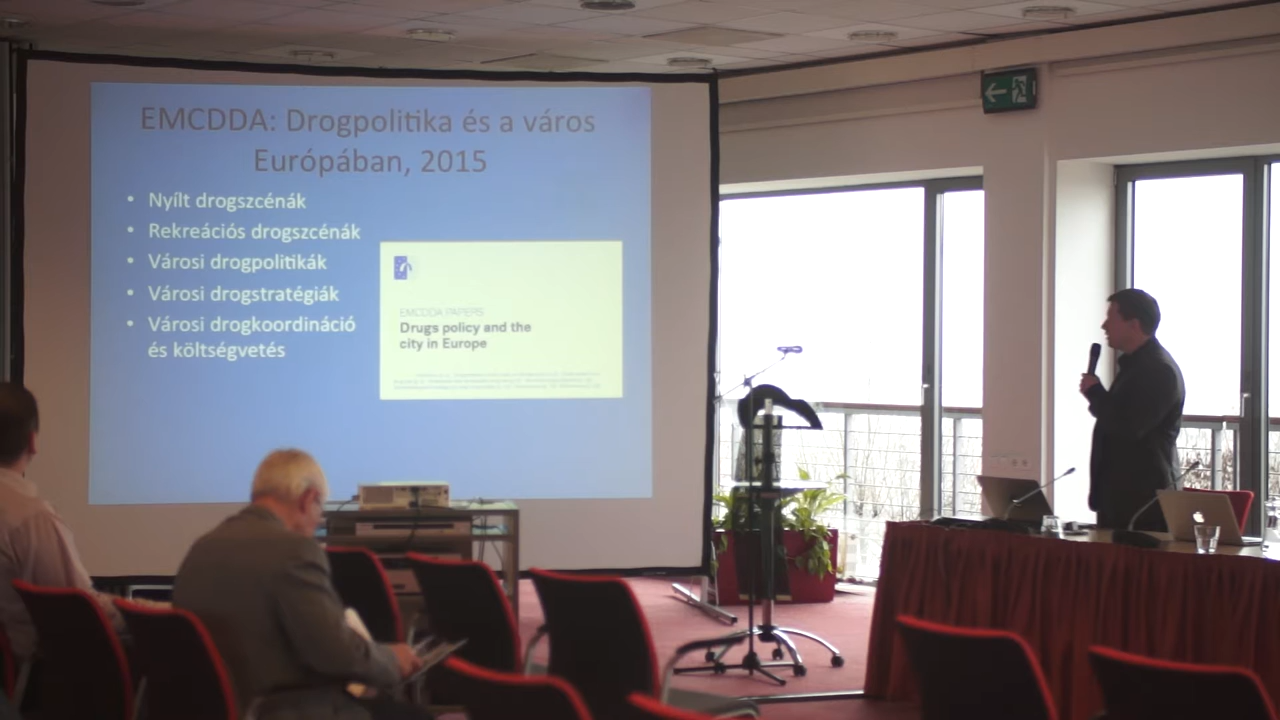 EMCDDA: Drogpolitika és a város
Európában, 2015
• Nyílt drogszcénák
• Rekreációs drogszcénák
• Városi drogpolitikák
• Városi drogstratégiák
• Városi drogkoordináció
és költségvetés
EMCDDA PAPERS
Drugs policy and the
city in Europe